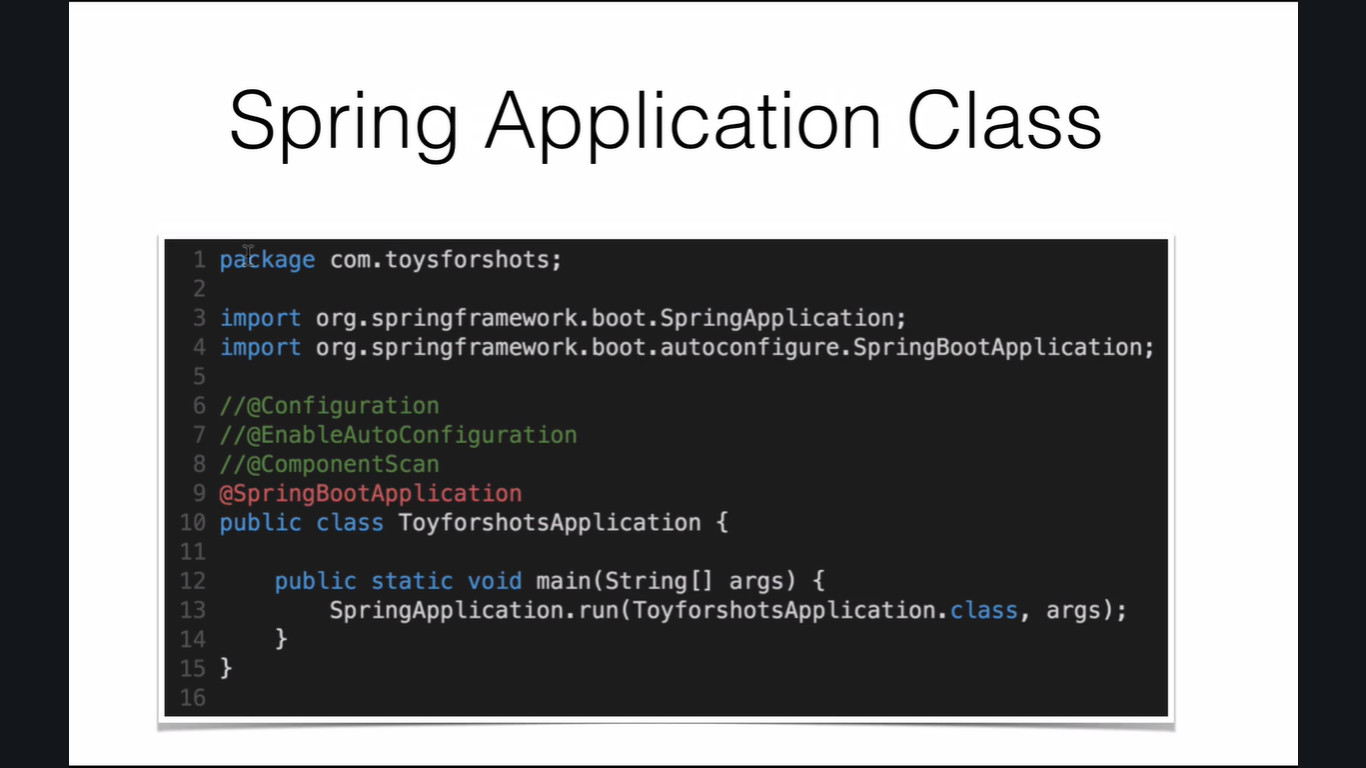 Spring Application Class
1 package com.toysforshots;
2
3 import org.springframework.boot.SpringApplication;
4 import org.springframework.boot.autoconfigure.SpringBootApplication;
5
6 //@Configuration
7 //@EnableAutoConfiguration
8 //@ComponentScan
9 @SpringBootApplication
10 public class ToyforshotsApplication {
11
12     public static void main(String[] args) {
13         SpringApplication.run(ToyforshotsApplication.class, args);
14     }
15 }
16